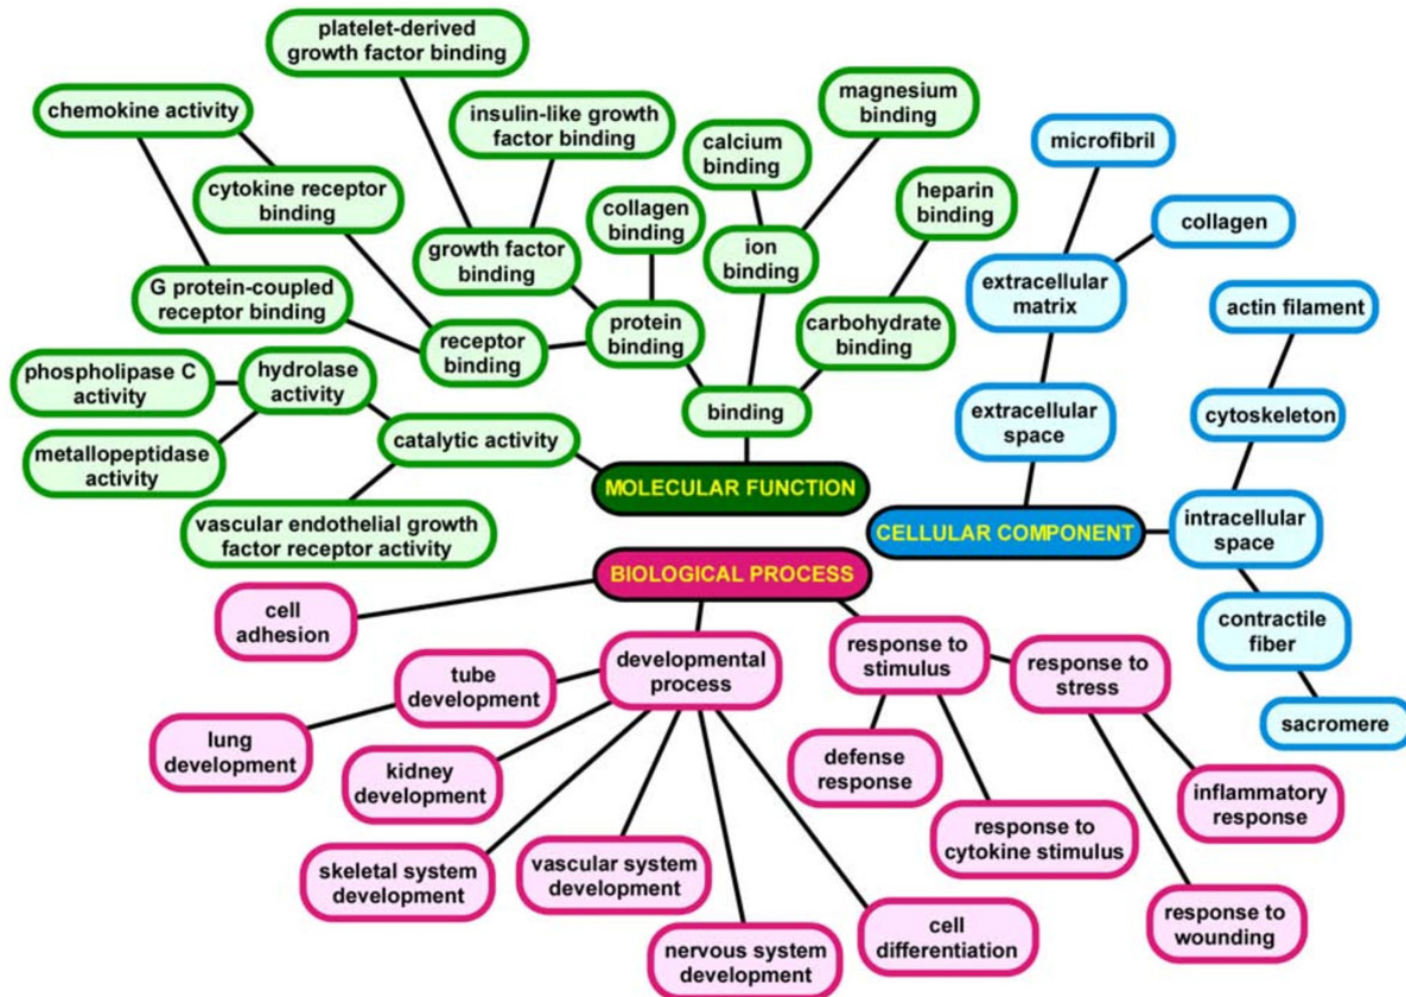 platelet-derived
growth factor binding
chemokine activity
insulin-like growth
factor binding
magnesium
binding
calcium
binding
microfibril
cytokine receptor
binding
collagen
binding
heparin
binding
collagen
growth factor
binding
ion
binding
extracellular
matrix
G protein-coupled
receptor binding
actin filament
receptor
binding
protein
binding
carbohydrate
binding
phospholipase C
activity
hydrolase
activity
binding
extracellular
space
cytoskeleton
metallopeptidase
activity
catalytic activity
MOLECULAR FUNCTION
vascular endothelial growth
factor receptor activity
CELLULAR COMPONENT
intracellular
space
BIOLOGICAL PROCESS
cell
adhesion
contractile
fiber
tube
development
developmental
process
response to
stimulus
response to
stress
sacromere
lung
development
kidney
development
defense
response
inflammatory
response
skeletal system
development
vascular system
development
response to
cytokine stimulus
nervous system
development
cell
differentiation
response to
wounding